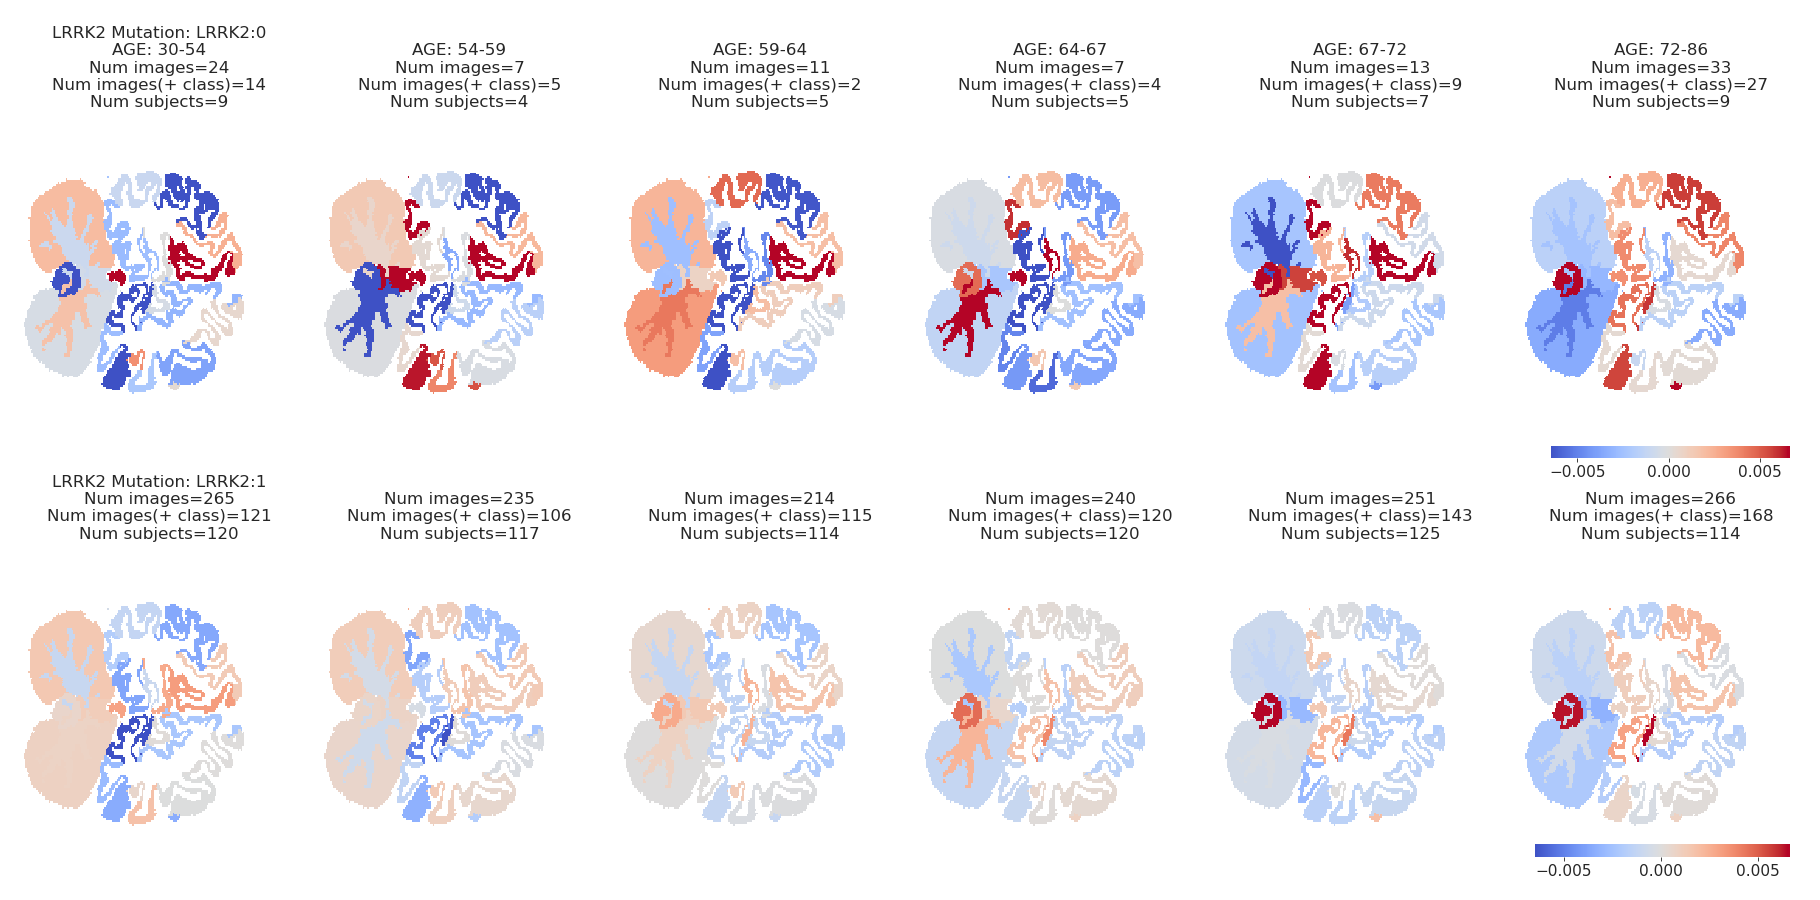 LRRK2 Mutation: LRRK2:0
AGE: 30-54
Num images=24
Num images(+ class)=14
Num subjects=9
AGE: 54-59
Num images=7
Num images(+ class)=5
Num subjects=4
AGE: 59-64
Num images=11
Num images(+ class)=2
Num subjects=5
AGE: 64-67
Num images=7
Num images(+ class)=4
Num subjects=5
AGE: 67-72
Num images=13
Num images(+ class)=9
Num subjects=7
AGE: 72-86
Num images=33
Num images(+ class)=27
Num subjects=9
−0.005 0.000 0.005
LRRK2 Mutation: LRRK2:1
Num images=265
Num images(+ class)=121
Num subjects=120
Num images=235
Num images(+ class)=106
Num subjects=117
Num images=214
Num images(+ class)=115
Num subjects=114
Num images=240
Num images(+ class)=120
Num subjects=120
Num images=251
Num images(+ class)=143
Num subjects=125
Num images=266
Num images(+ class)=168
Num subjects=114
−0.005 0.000 0.005